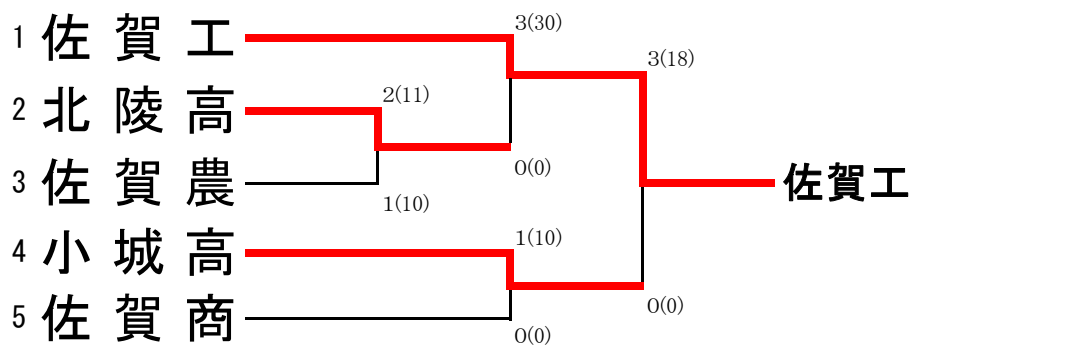 3(30)
1 佐賀工
3(18)
2(11)
2 北陵高
0(0)
3 佐賀農
佐賀工
1(10)
1(10)
4 小城高
0(0)
5 佐賀商
0(0)